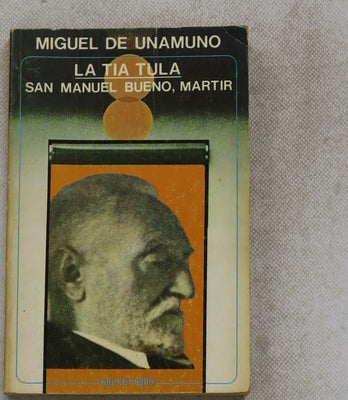 MIGUEL DE UNAMUNO
LA TIA TULA
SAN MANUEL BUENO, MARTIR